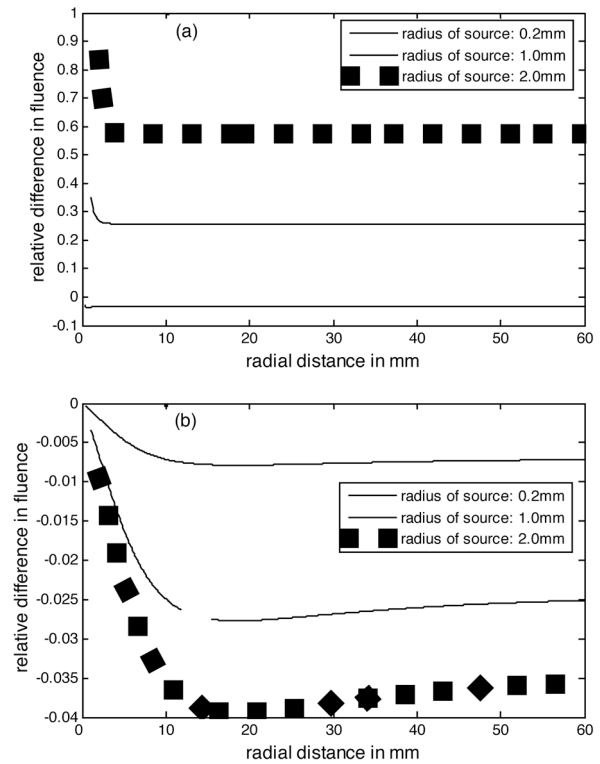 1
0.9
0.8
0.7
0.6
0.5
0.4
0.3
0.2
0.1
0
-0.1
relative difference in fluence
(a)
radius of source: 0.2mm
radius of source: 1.0mm
radius of source: 2.0mm
0 10 20 30 40 50 60
radial distance in mm
0
-0.005
-0.01
-0.015
-0.02
-0.025
-0.03
-0.035
-0.04
relative difference in fluence
(b)
radius of source: 0.2mm
radius of source: 1.0mm
radius of source: 2.0mm
0 10 20 30 40 50 60
radial distance in mm